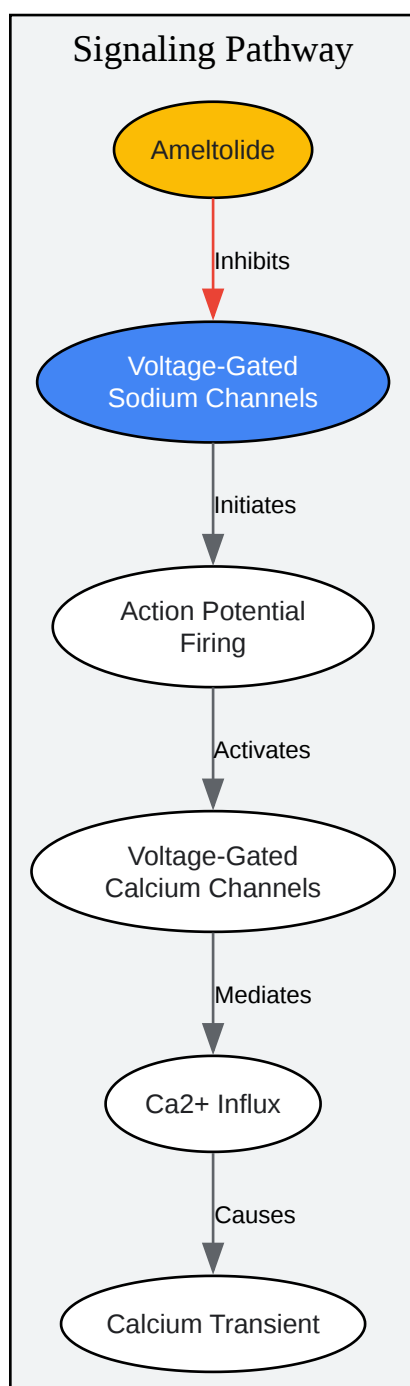 Signaling Pathway
Ameltolide
Inhibits
Voltage-Gated
Sodium Channels
Initiates
Action Potential
Firing
Activates
Voltage-Gated
Calcium Channels
Mediates
Ca2+ Influx
Causes
Calcium Transient